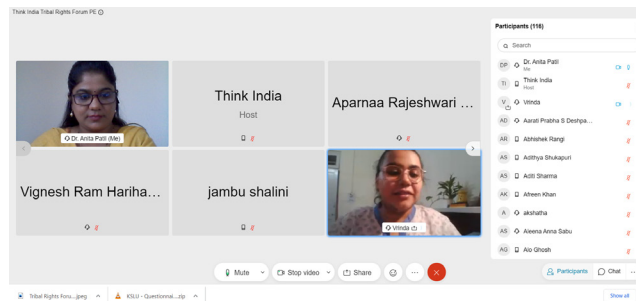 Think India Tribal Rights Forum PE
Dr. Anita Patil (Me)
Think India
Host
Aparnaa Rajeshwari ...
Vignesh Ram Hariha...
jambu shalini
Vrinda
Participants (116)
Search
DP Dr. Anita Patil
Me
TI Think India
Host
V Vrinda
AD Aarati Prabha S Deshpa...
AR Abhishek Rangi
AS Adithya Shukapuri
AS Aditi Sharma
AK Afreen Khan
A akshatha
AS Aleena Anna Sabu
AG Alo Ghosh
Mute
Stop video
Share
Participants
Chat
Tribal Rights Foru....jpeg
KSLU - Questionnai....zip
Show all